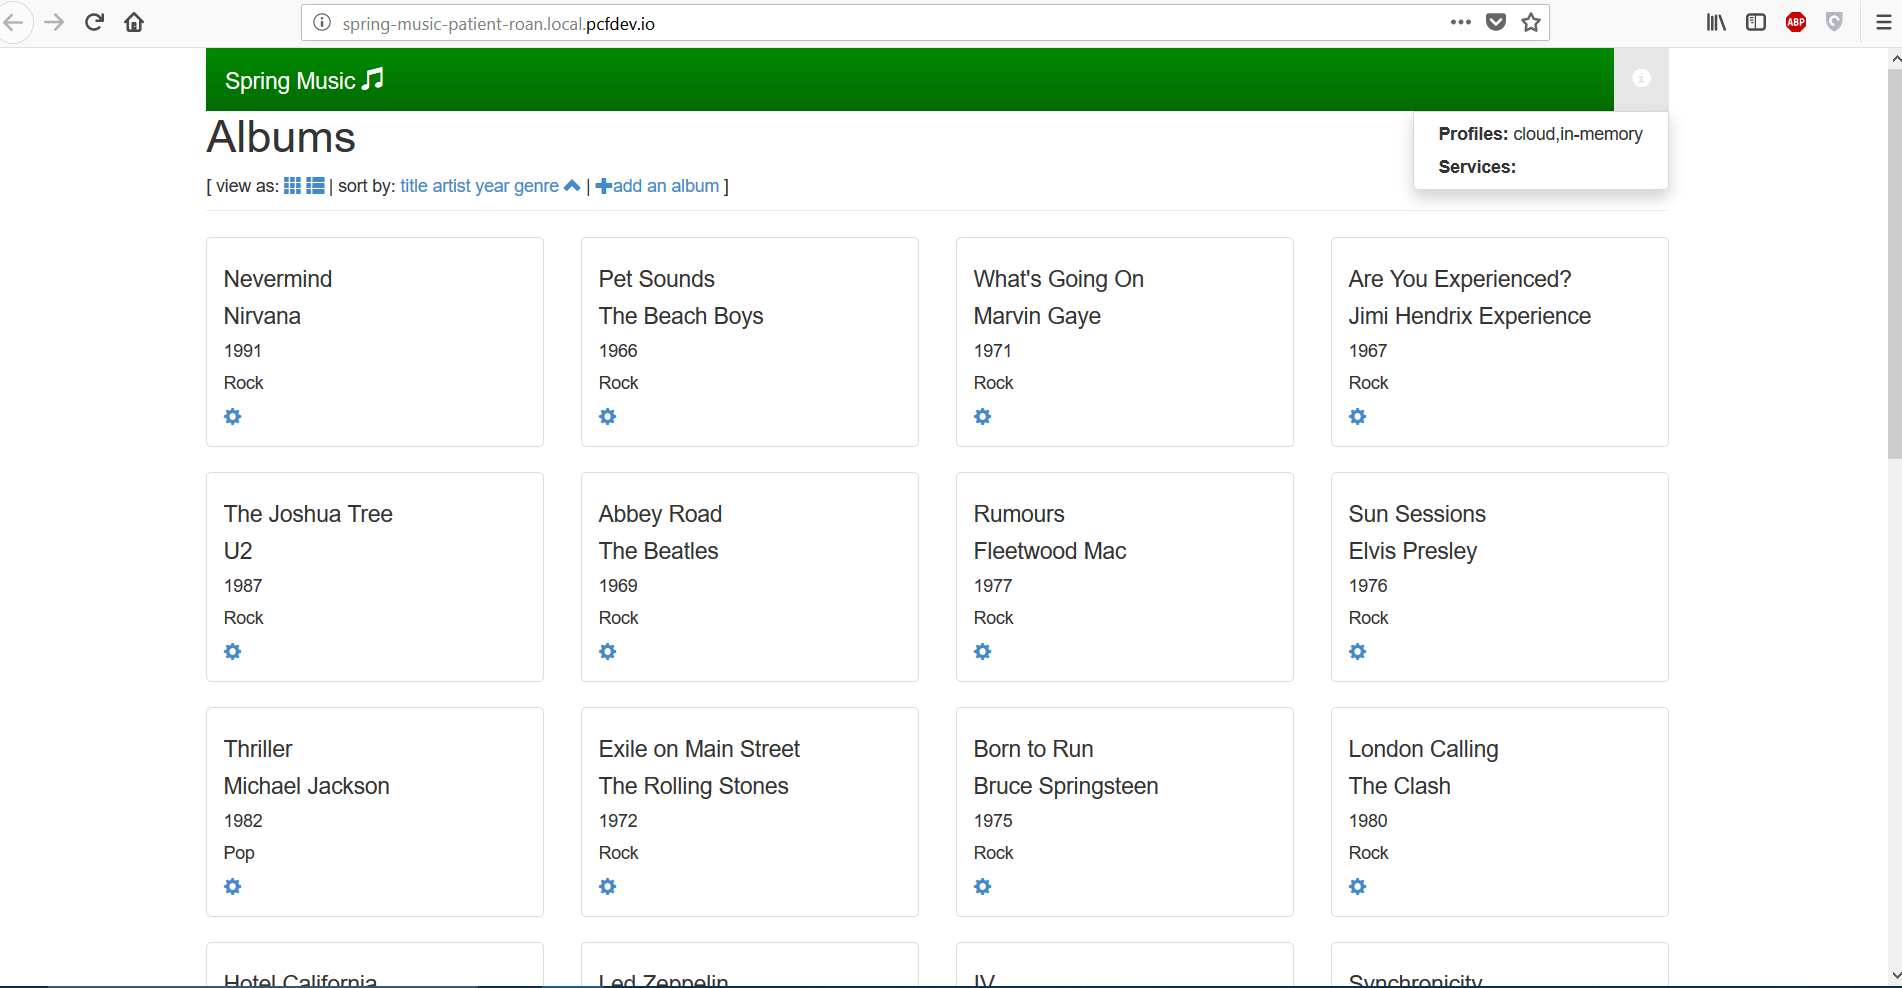 spring-music-patient-roan.local.pcfdev.io
ABP
Spring Music
Albums
Profiles: cloud,in-memory
Services:
[ view as: | sort by: title artist year genre | add an album ]
Nevermind
Nirvana
1991
Rock
Pet Sounds
The Beach Boys
1966
Rock
What's Going On
Marvin Gaye
1971
Rock
Are You Experienced?
Jimi Hendrix Experience
1967
Rock
The Joshua Tree
U2
1987
Rock
Abbey Road
The Beatles
1969
Rock
Rumours
Fleetwood Mac
1977
Rock
Sun Sessions
Elvis Presley
1976
Rock
Thriller
Michael Jackson
1982
Pop
Exile on Main Street
The Rolling Stones
1972
Rock
Born to Run
Bruce Springsteen
1975
Rock
London Calling
The Clash
1980
Rock
Hotel California
Led Zeppelin
IV
Synchronicity